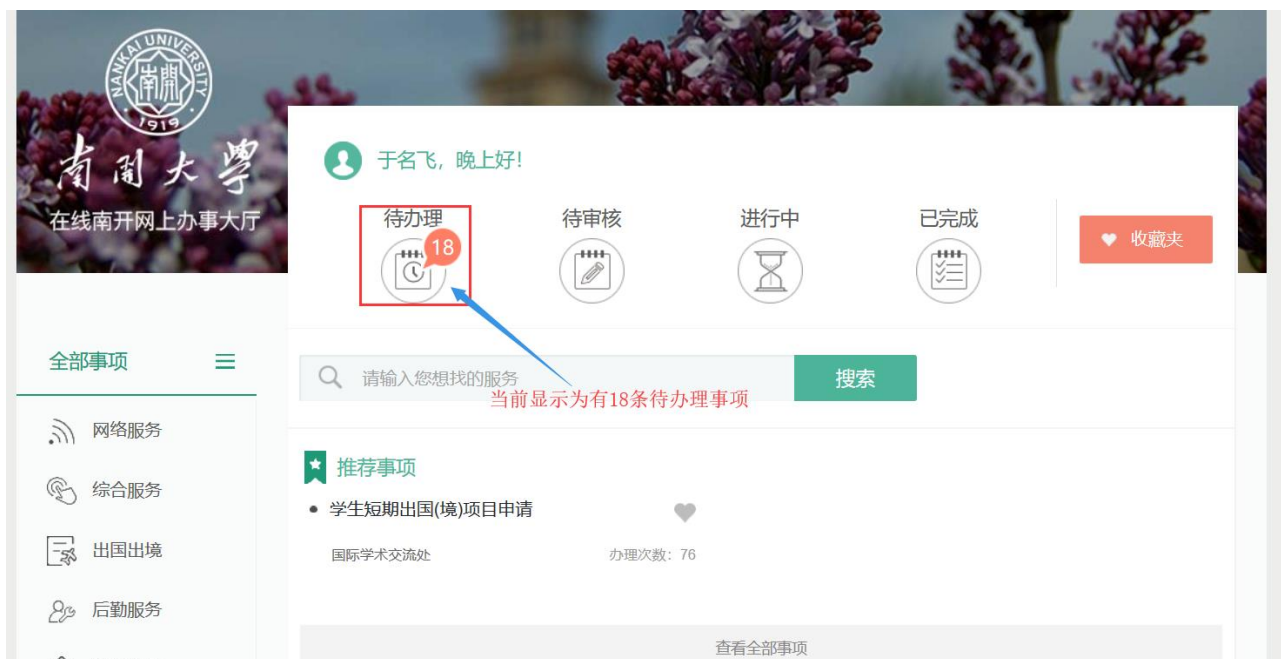 NANKAI UNIVERSITY
南開
1919
南開大學
在线南开网上办事大厅
于名飞，晚上好！
待办理
待审核
进行中
已完成
18
收藏夹
全部事项
请输入您想找的服务
搜索
当前显示为有18条待办理事项
网络服务
综合服务
出国出境
后勤服务
推荐事项
学生短期出国(境)项目申请
国际学术交流处
办理次数：76
查看全部事项